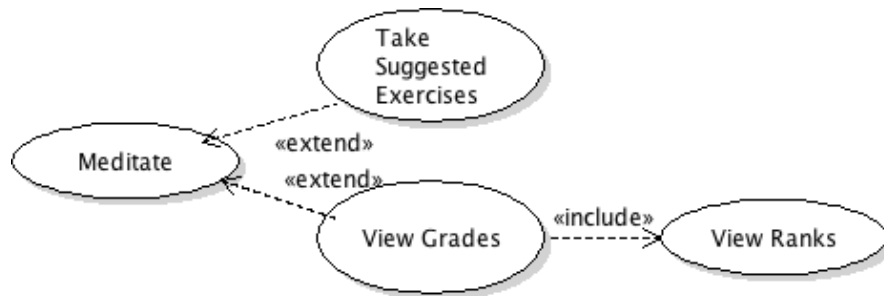 Take
Suggested
Exercises
«extend»
Meditate
«extend»
View Grades
«include»
View Ranks